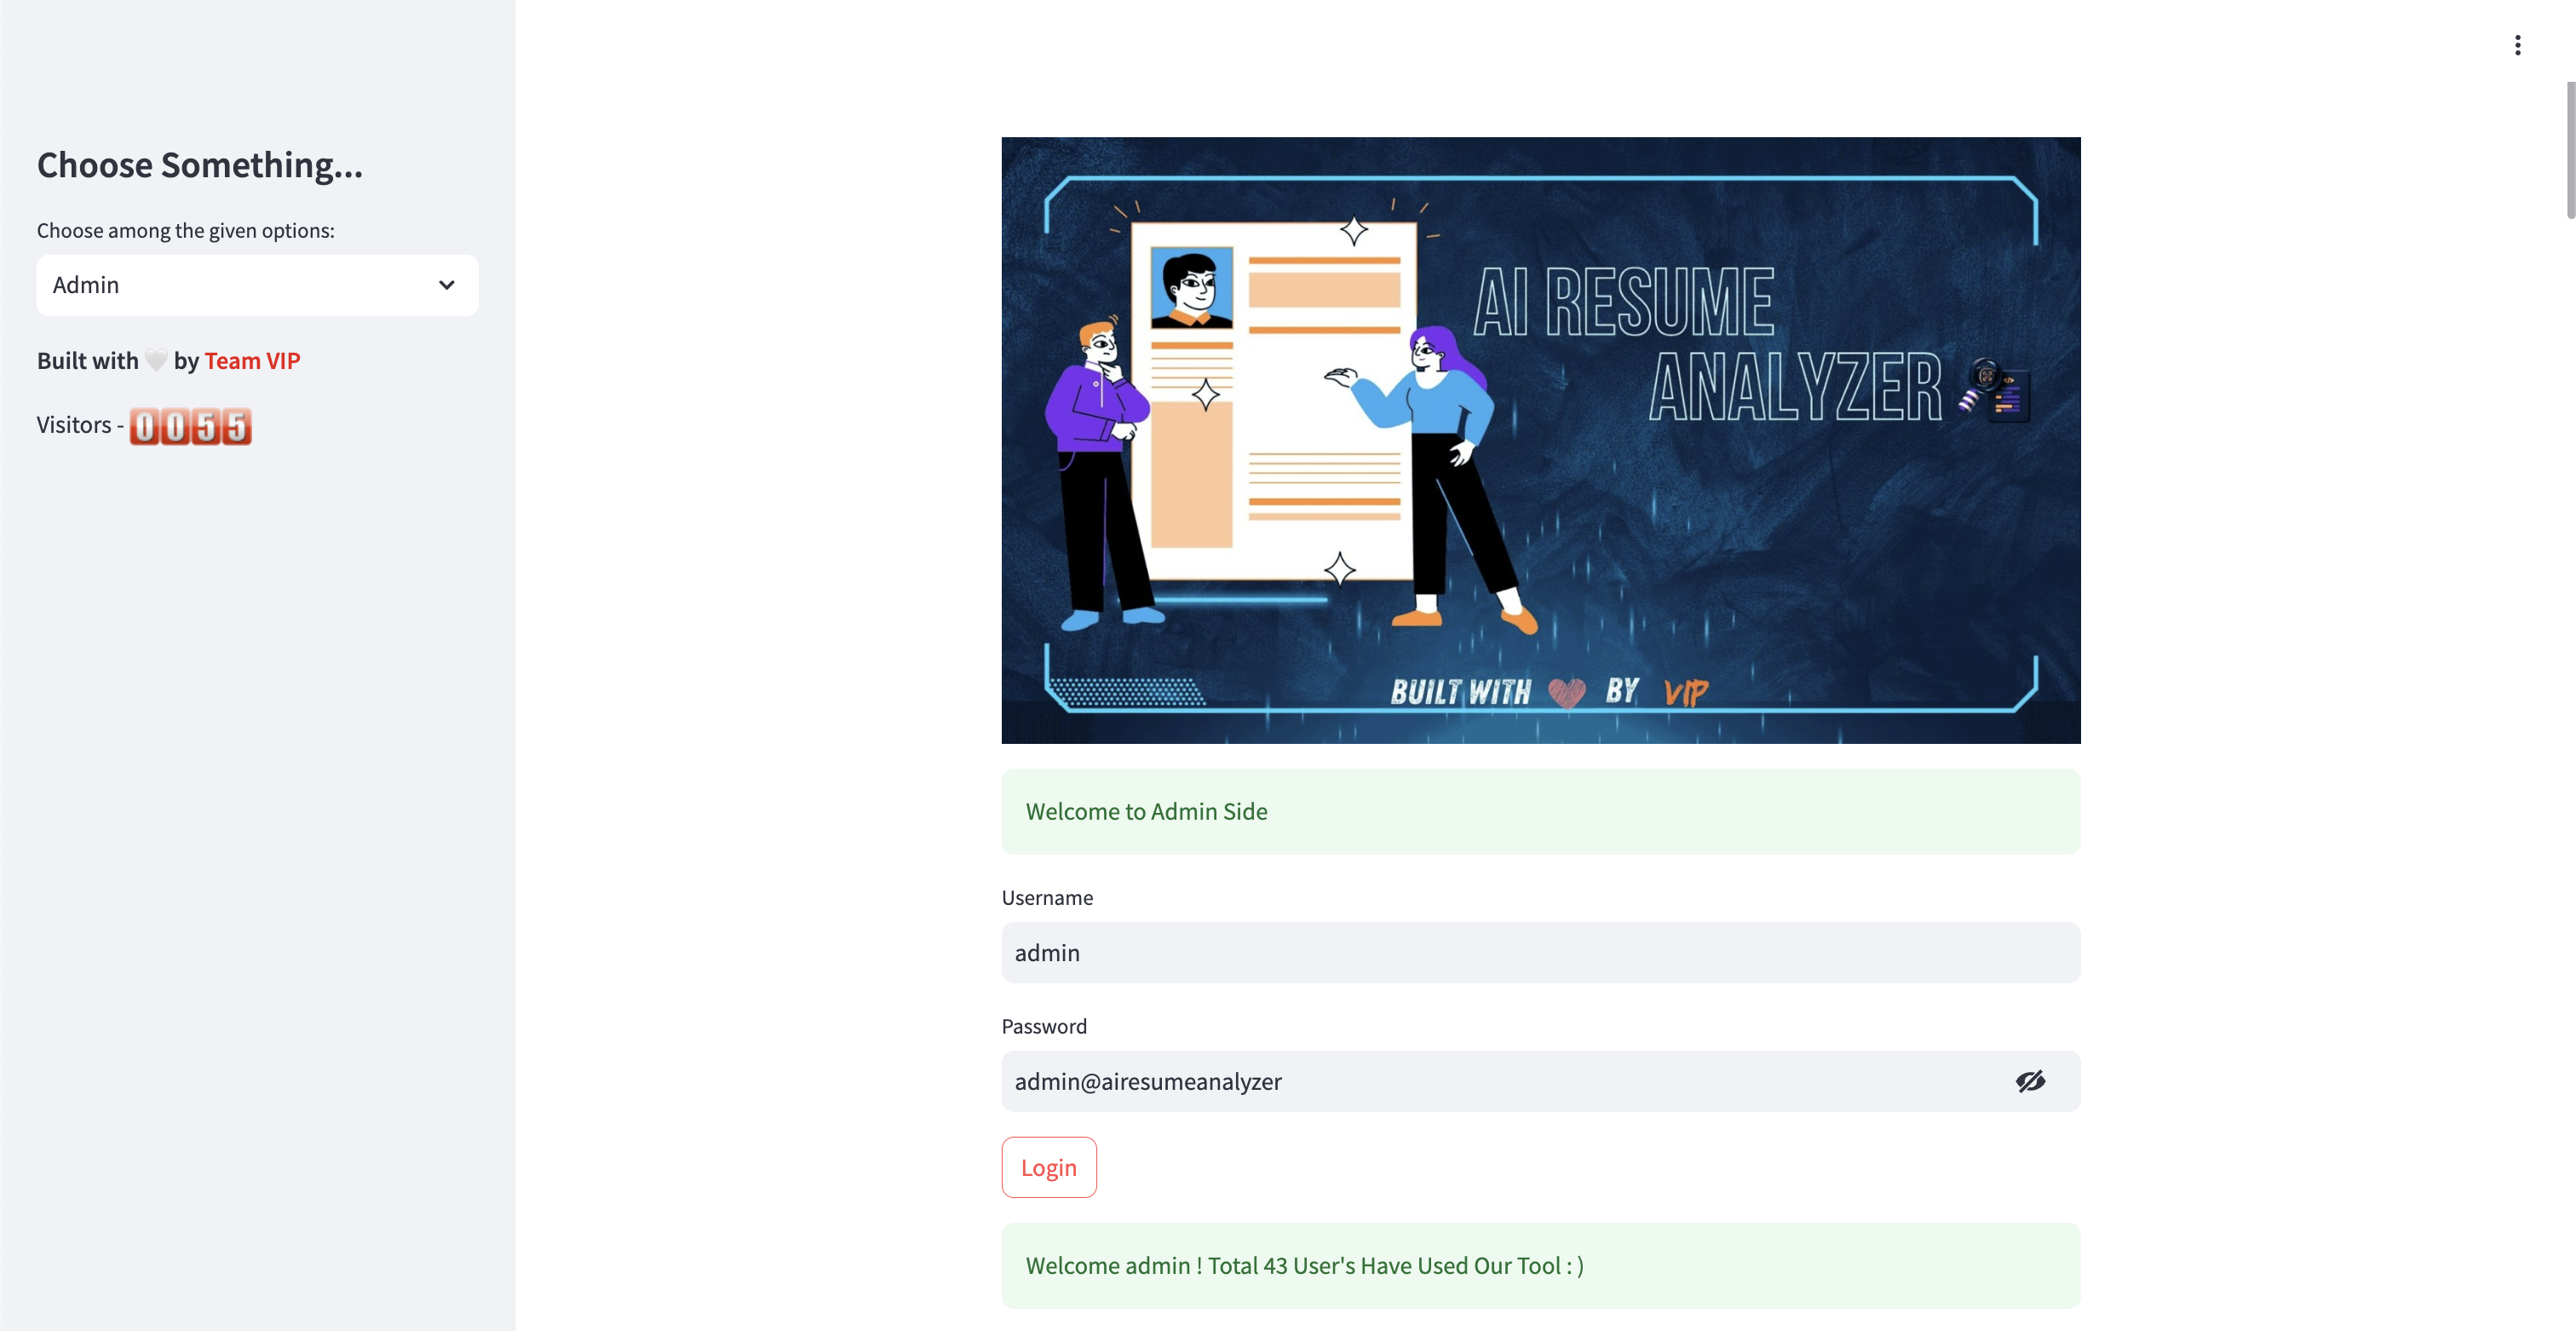 Choose Something...
Choose among the given options:
Admin
Built with 🤍 by Team VIP
Visitors - 0055
AI RESUME
ANALYZER
BUILT WITH ❤ BY VIP
Welcome to Admin Side
Username
admin
Password
admin@airesumeanalyzer
Login
Welcome admin ! Total 43 User's Have Used Our Tool : )